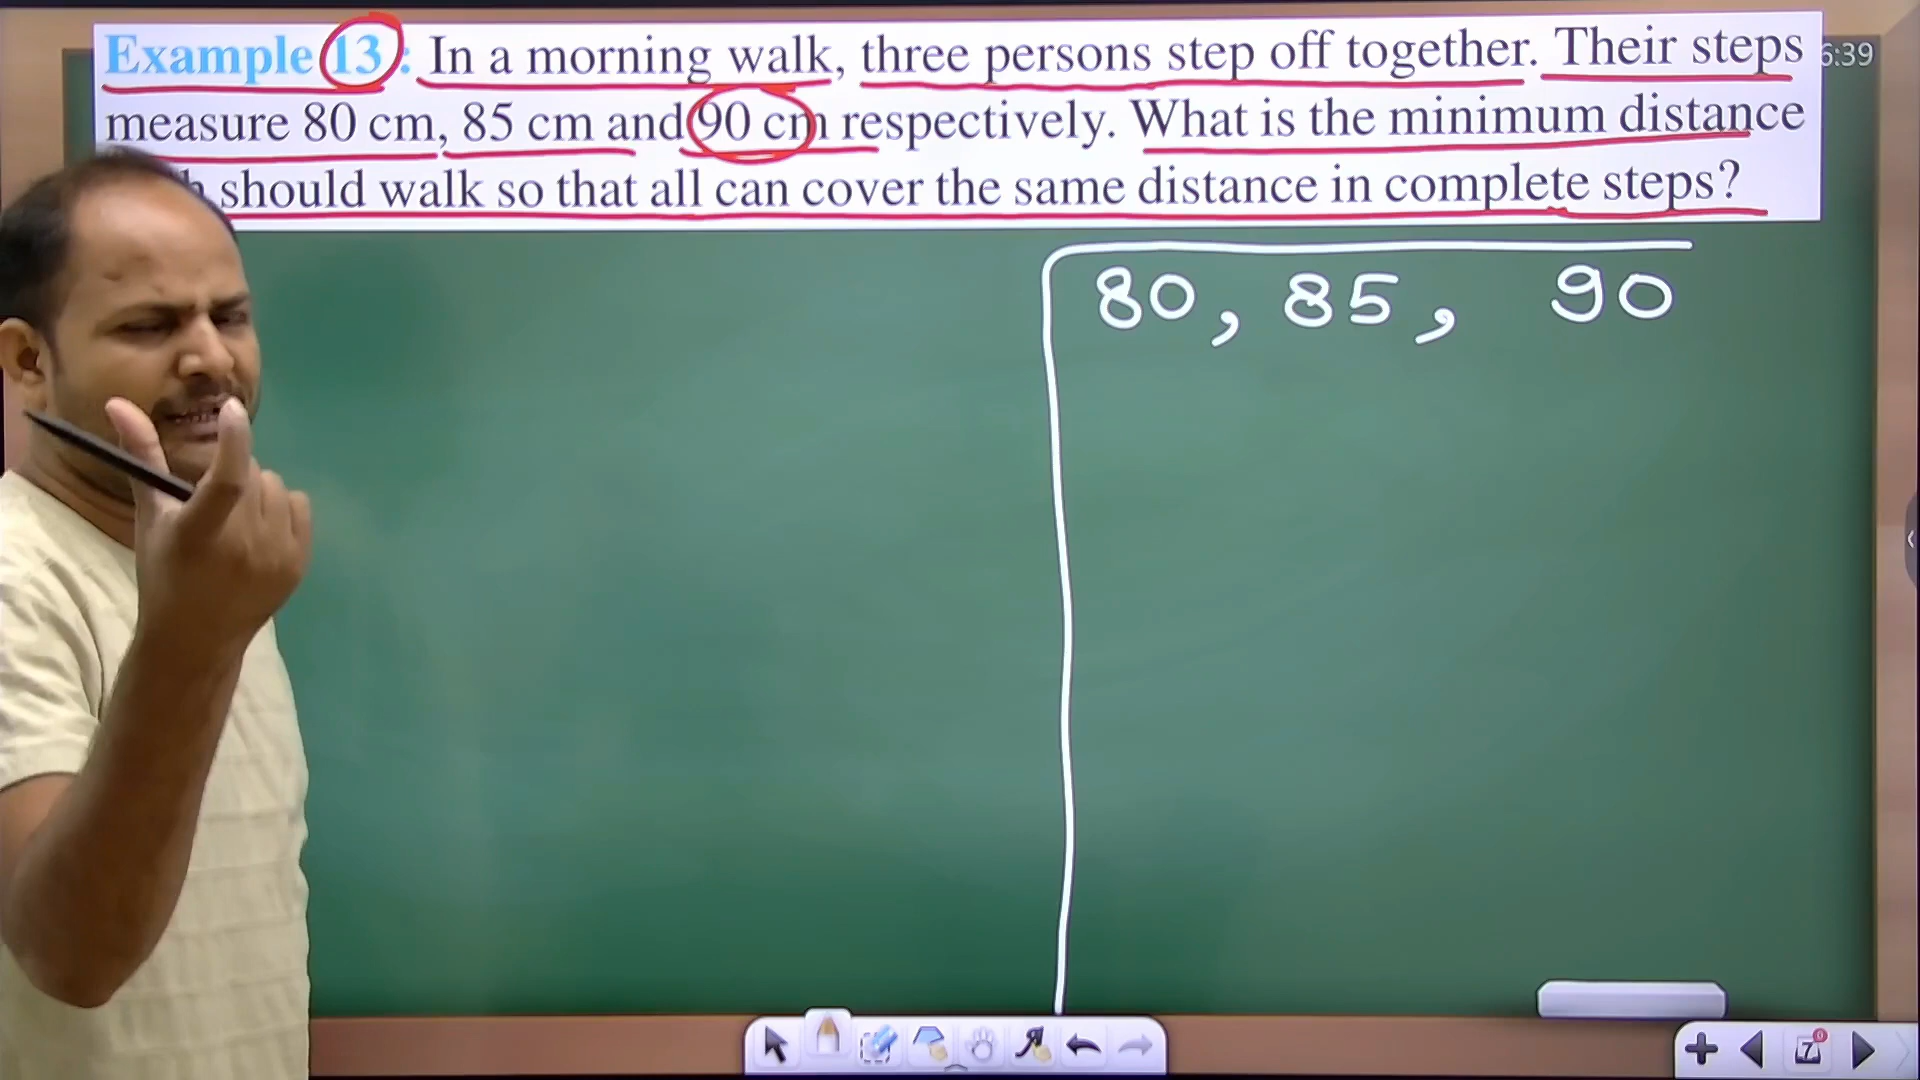 Example 13: In a morning walk, three persons step off together. Their steps
measure 80 cm, 85 cm and 90 cm respectively. What is the minimum distance
should walk so that all can cover the same distance in complete steps?
6:39
80, 85, 90
7